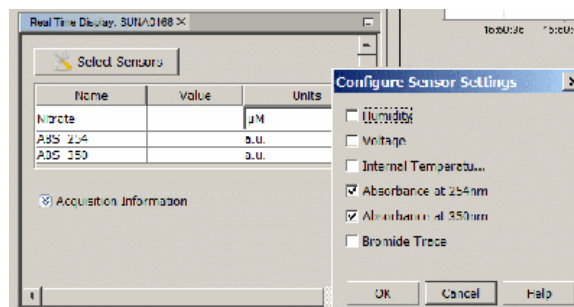 Real Time Display: SUNA0168
Select Sensors
Name Value Units
Nitrate µM
ABS 254 a.u.
ABS 350 a.u.
Acquisition Information
Configure Sensor Settings
Humidity
Voltage
Internal Temperatu...
Absorbance at 254nm
Absorbance at 350nm
Bromide Trace
OK Cancel Help